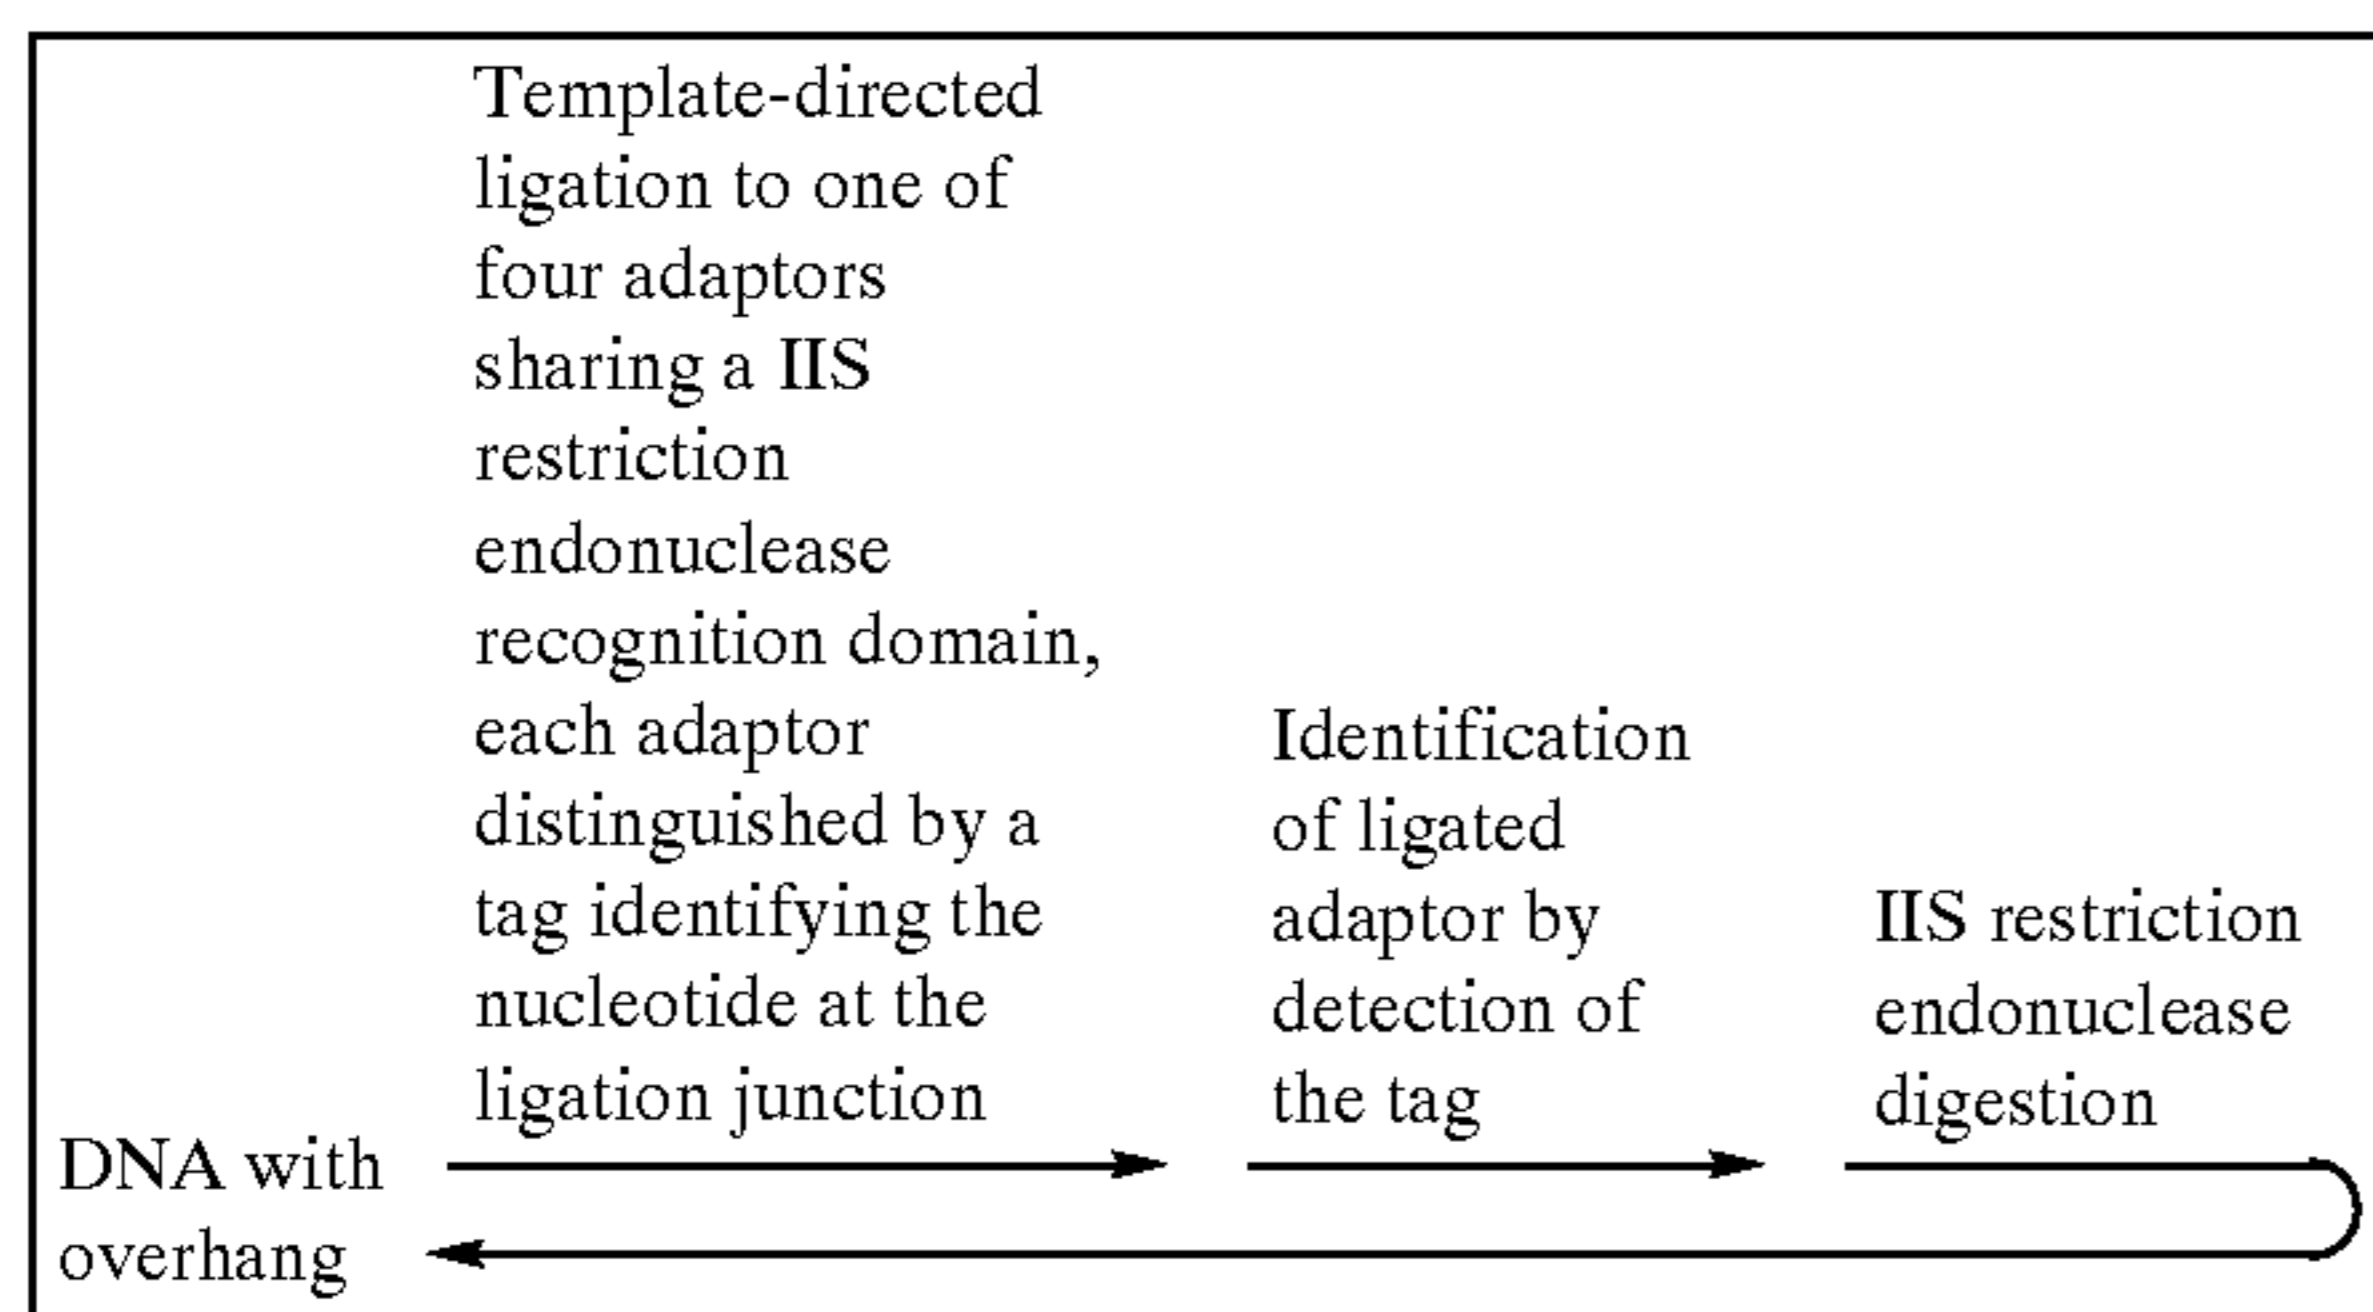 Template-directed
ligation to one of
four adaptors
sharing a IIS
restriction
endonuclease
recognition domain,
each adaptor
distinguished by a
tag identifying the
nucleotide at the
ligation junction
Identification
of ligated
adaptor by
detection of
the tag
IIS restriction
endonuclease
digestion
DNA with
overhang